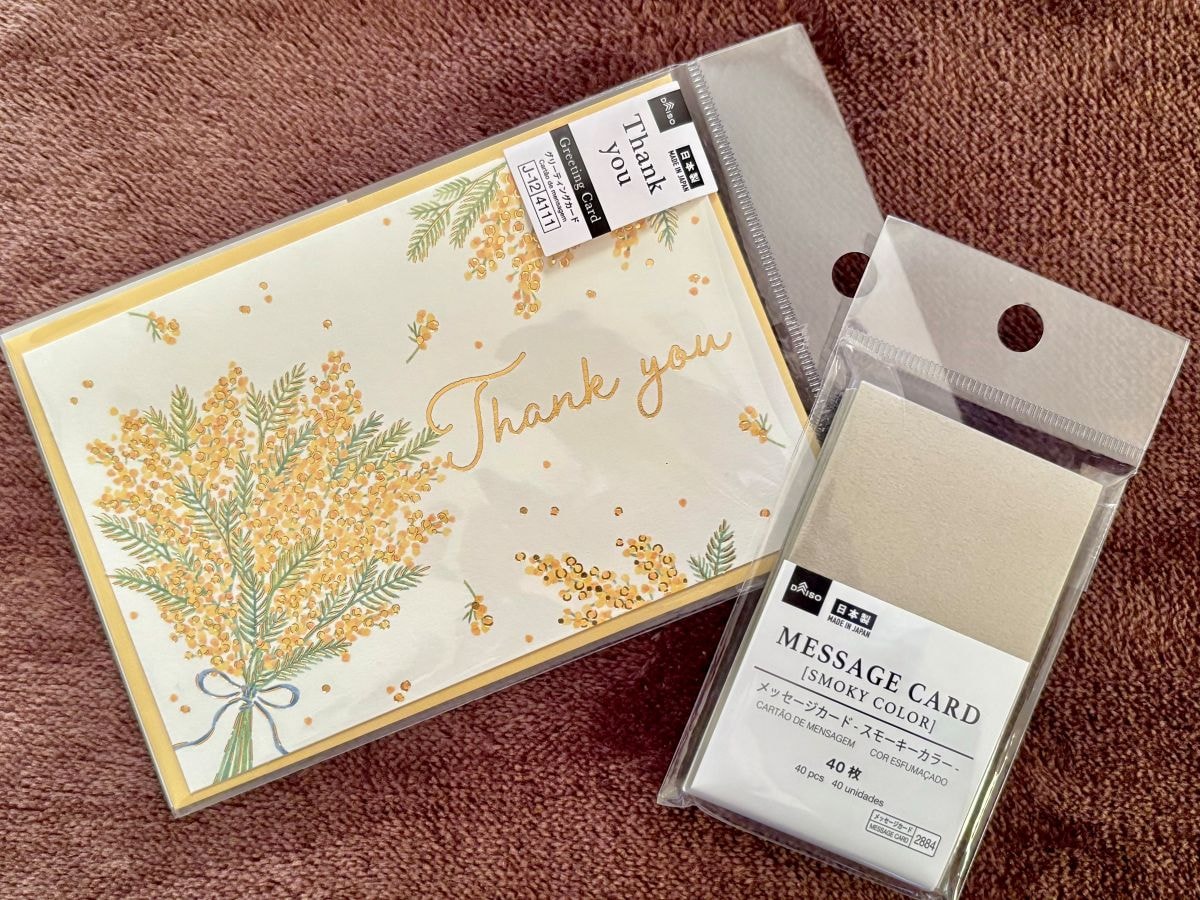 DAISO
Thank
you
日本製
MADE IN JAPAN
Greeting Card
グリーティングカード
Cartão de mensagem
J-12 4111
Thank you
DAISO
日本製
MADE IN JAPAN
MESSAGE CARD
[SMOKY COLOR]
メッセージカード - スモーキーカラー -
CARTÃO DE MENSAGEM COR ESFUMAÇADO
40枚
40 pcs 40 unidades
メッセージカード
MESSAGE CARD
2884